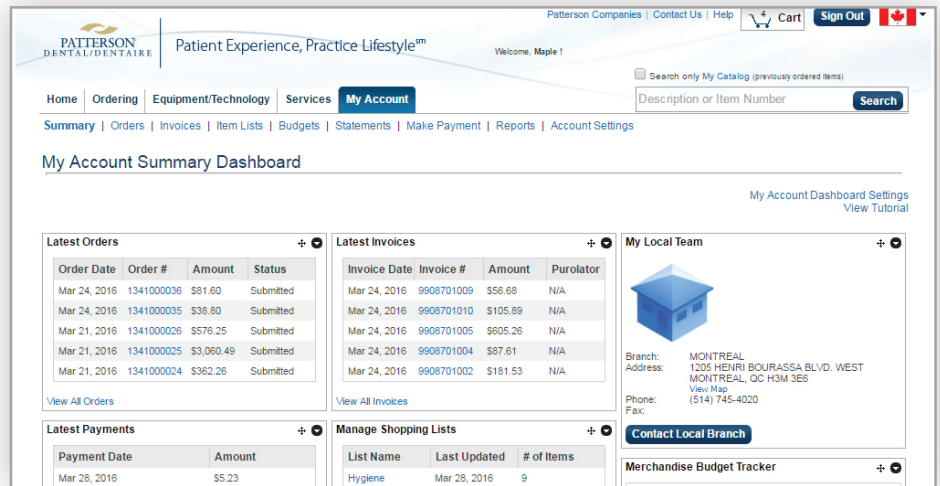 Patterson Companies | Contact Us | Help
4 Cart
Sign Out
PATTERSON
DENTAL/DENTAIRE
Patient Experience, Practice Lifestyle℠
Welcome, Maple !
Search only My Catalog (previously ordered items)
Home
Ordering
Equipment/Technology
Services
My Account
Description or Item Number
Search
Summary | Orders | Invoices | Item Lists | Budgets | Statements | Make Payment | Reports | Account Settings
My Account Summary Dashboard
My Account Dashboard Settings
View Tutorial
Latest Orders
Order Date Order # Amount Status
Mar 24, 2016 1341000036 $81.60 Submitted
Mar 24, 2016 1341000035 $38.80 Submitted
Mar 21, 2016 1341000026 $576.25 Submitted
Mar 21, 2016 1341000025 $3,060.49 Submitted
Mar 21, 2016 1341000024 $362.26 Submitted
View All Orders
Latest Invoices
Invoice Date Invoice # Amount Purolator
Mar 24, 2016 9908701009 $56.68 N/A
Mar 24, 2016 9908701010 $105.89 N/A
Mar 24, 2016 9908701005 $605.26 N/A
Mar 24, 2016 9908701004 $87.61 N/A
Mar 24, 2016 9908701002 $181.53 N/A
View All Invoices
My Local Team
Branch: MONTREAL
Address: 1205 HENRI BOURASSA BLVD. WEST
MONTREAL, QC H3M 3E6
View Map
Phone: (514) 745-4020
Fax:
Contact Local Branch
Latest Payments
Payment Date Amount
Mar 28, 2016 $5.23
Manage Shopping Lists
List Name Last Updated # of Items
Hygiene Mar 28, 2016 9
Merchandise Budget Tracker